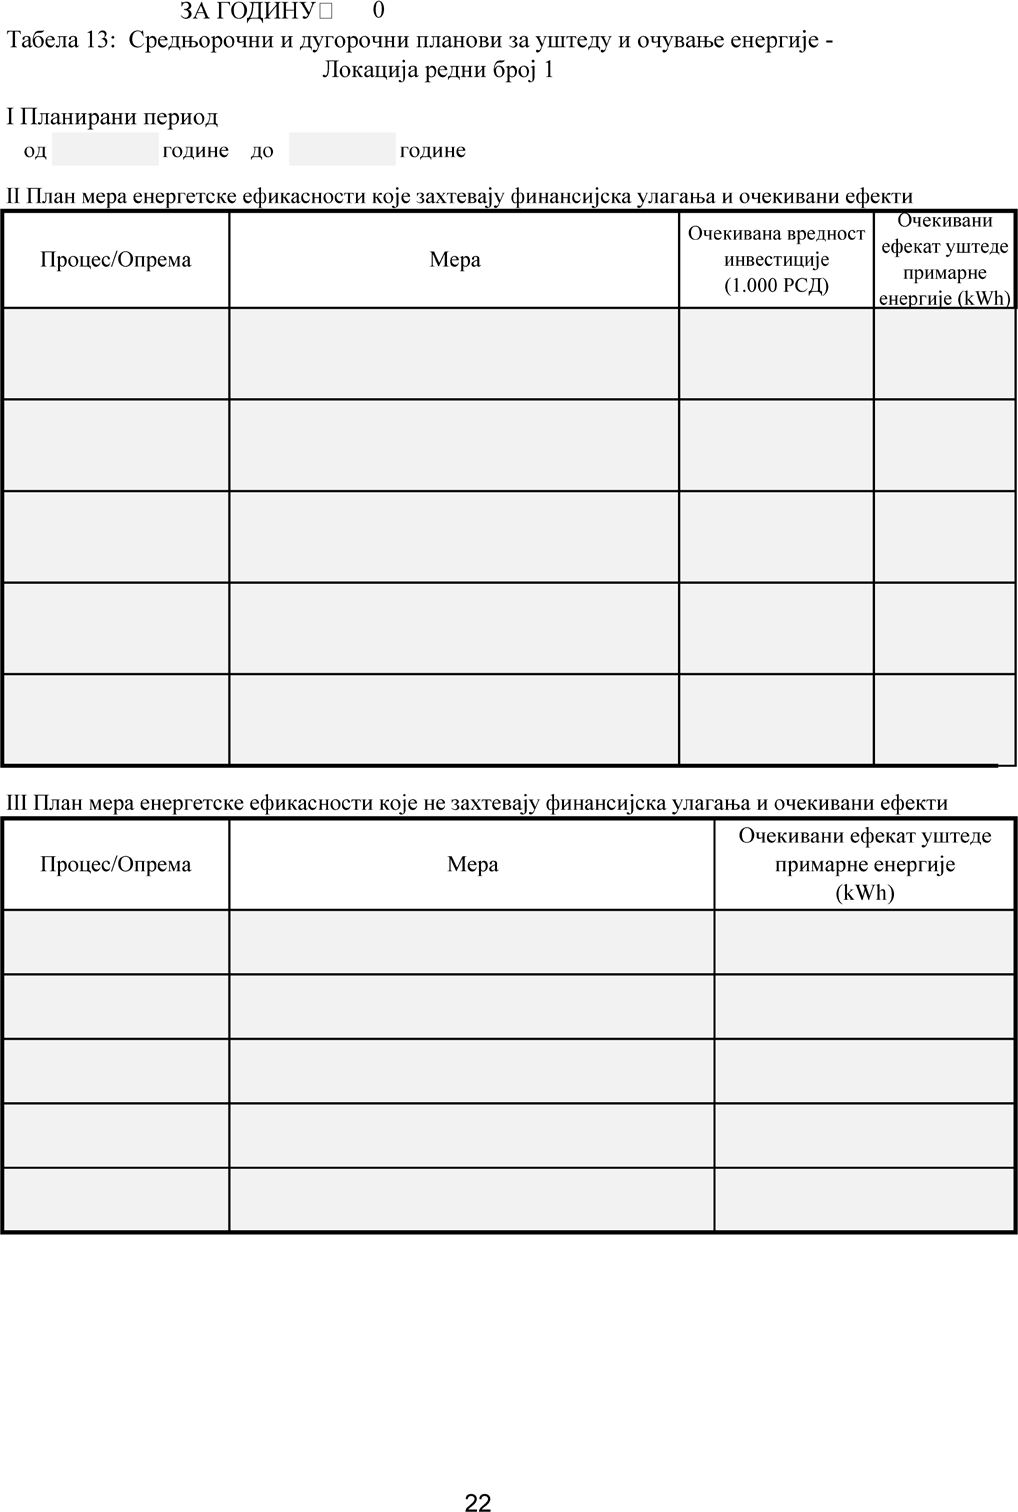 ЗА ГОДИНУ 0
Табела 13: Средњорочни и дугорочни планови за уштеду и очување енергије -
Локација редни број 1
I Планирани период
од године до године
II План мера енергетске ефикасности које захтевају финансијска улагања и очекивани ефекти
Процес/Опрема
Мера
Очекивана вредност
инвестиције
(1.000 РСД)
Очекивани
ефекат уштеде
примарне
енергије (kWh)
III План мера енергетске ефикасности које не захтевају финансијска улагања и очекивани ефекти
Процес/Опрема
Мера
Очекивани ефекат уштеде
примарне енергије
(kWh)
22